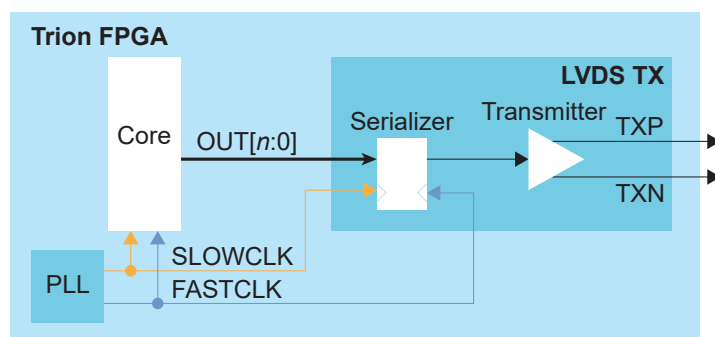 Trion FPGA
LVDS TX
Core
OUT[n:0]
Serializer
Transmitter
TXP
TXN
PLL
SLOWCLK
FASTCLK